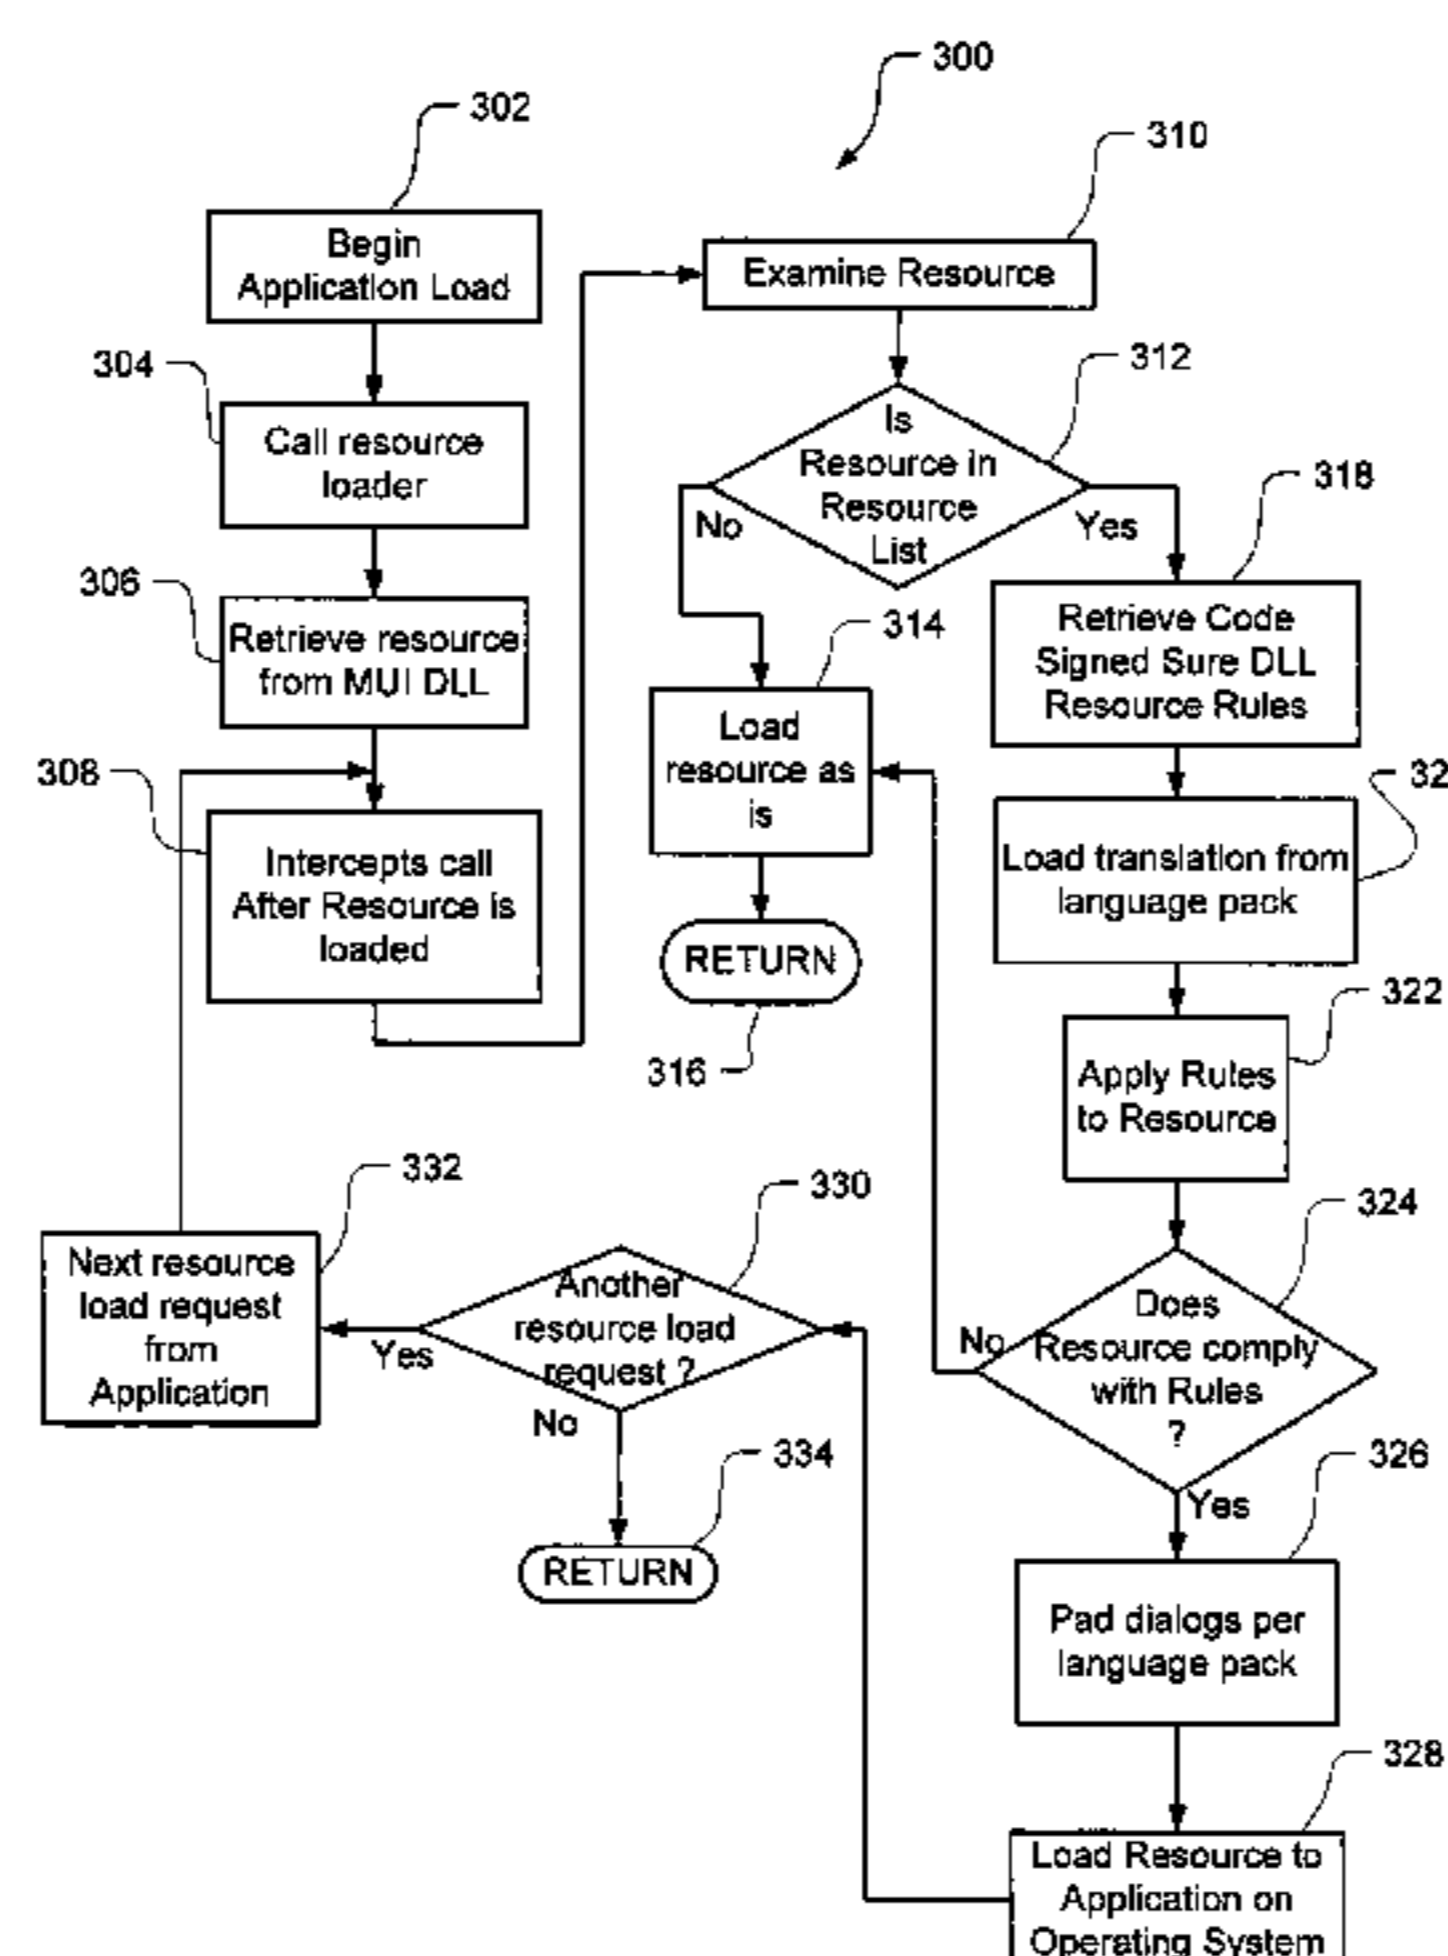 300
302
Begin
Application Load
304
Call resource
loader
306
Retrieve resource
from MUI DLL
308
Intercepts call
After Resource is
loaded
310
Examine Resource
312
Is
Resource in
Resource
List
No
Yes
314
Load
resource as
is
RETURN
316
318
Retrieve Code
Signed Sure DLL
Resource Rules
32
Load translation from
language pack
322
Apply Rules
to Resource
324
Does
Resource comply
with Rules
?
No
Yes
326
Pad dialogs per
language pack
328
Load Resource to
Application on
Operating System
330
Another
resource load
request ?
Yes
No
332
Next resource
load request
from
Application
334
RETURN